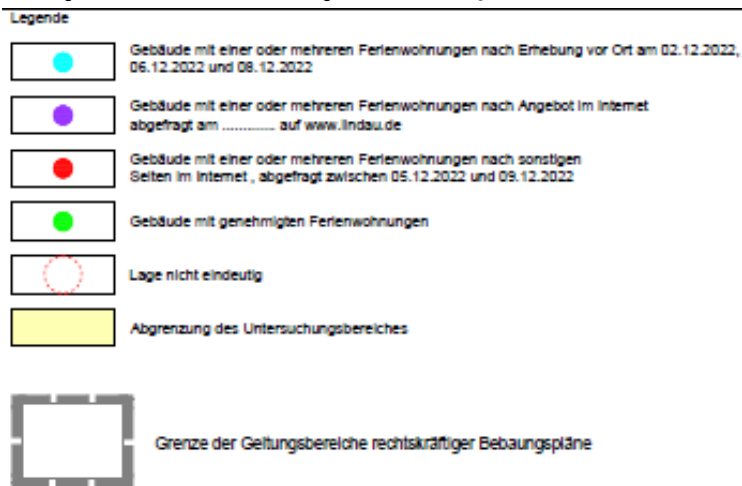 Legende
Gebäude mit einer oder mehreren Ferienwohnungen nach Erhebung vor Ort am 02.12.2022,
06.12.2022 und 08.12.2022
Gebäude mit einer oder mehreren Ferienwohnungen nach Angebot im Internet
abgefragt am ............. auf www.lindau.de
Gebäude mit einer oder mehreren Ferienwohnungen nach sonstigen
Seiten im Internet , abgefragt zwischen 05.12.2022 und 09.12.2022
Gebäude mit genehmigten Ferienwohnungen
Lage nicht eindeutig
Abgrenzung des Untersuchungsbereiches
Grenze der Geltungsbereiche rechtskräftiger Bebaungspläne